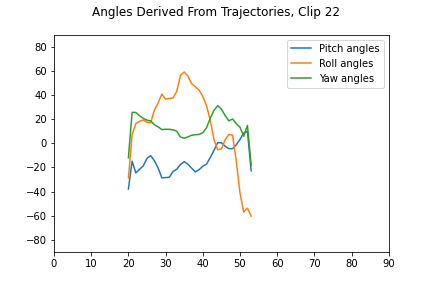 Angles Derived From Trajectories, Clip 22
Pitch angles
Roll angles
Yaw angles
80
60
40
20
0
−20
−40
−60
−80
0 10 20 30 40 50 60 70 80 90